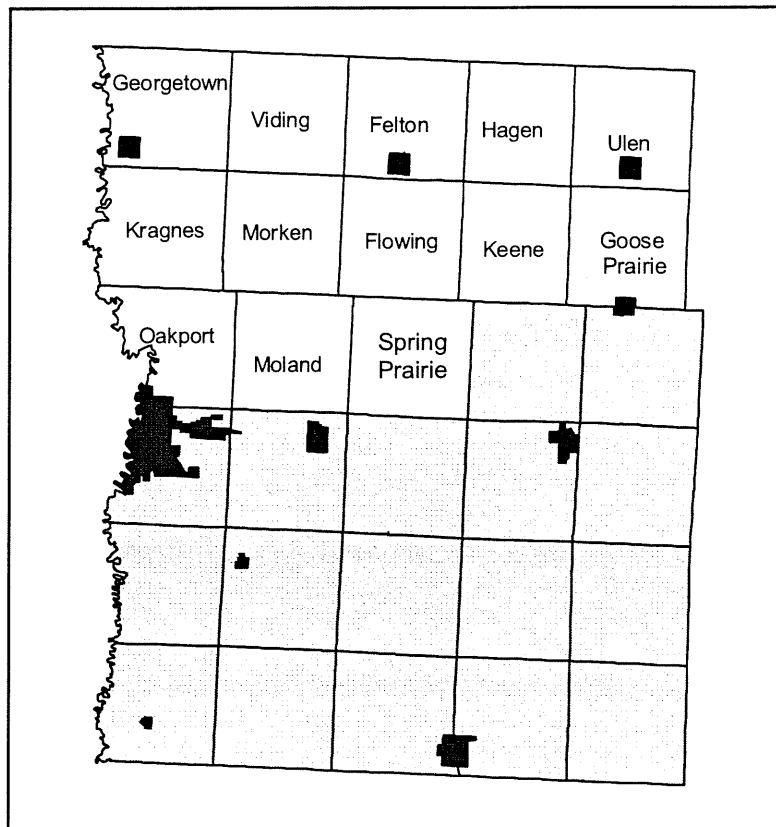 Georgetown
Viding
Felton
Hagen
Ulen
Kragnes
Morken
Flowing
Keene
Goose
Prairie
Oakport
Moland
Spring
Prairie